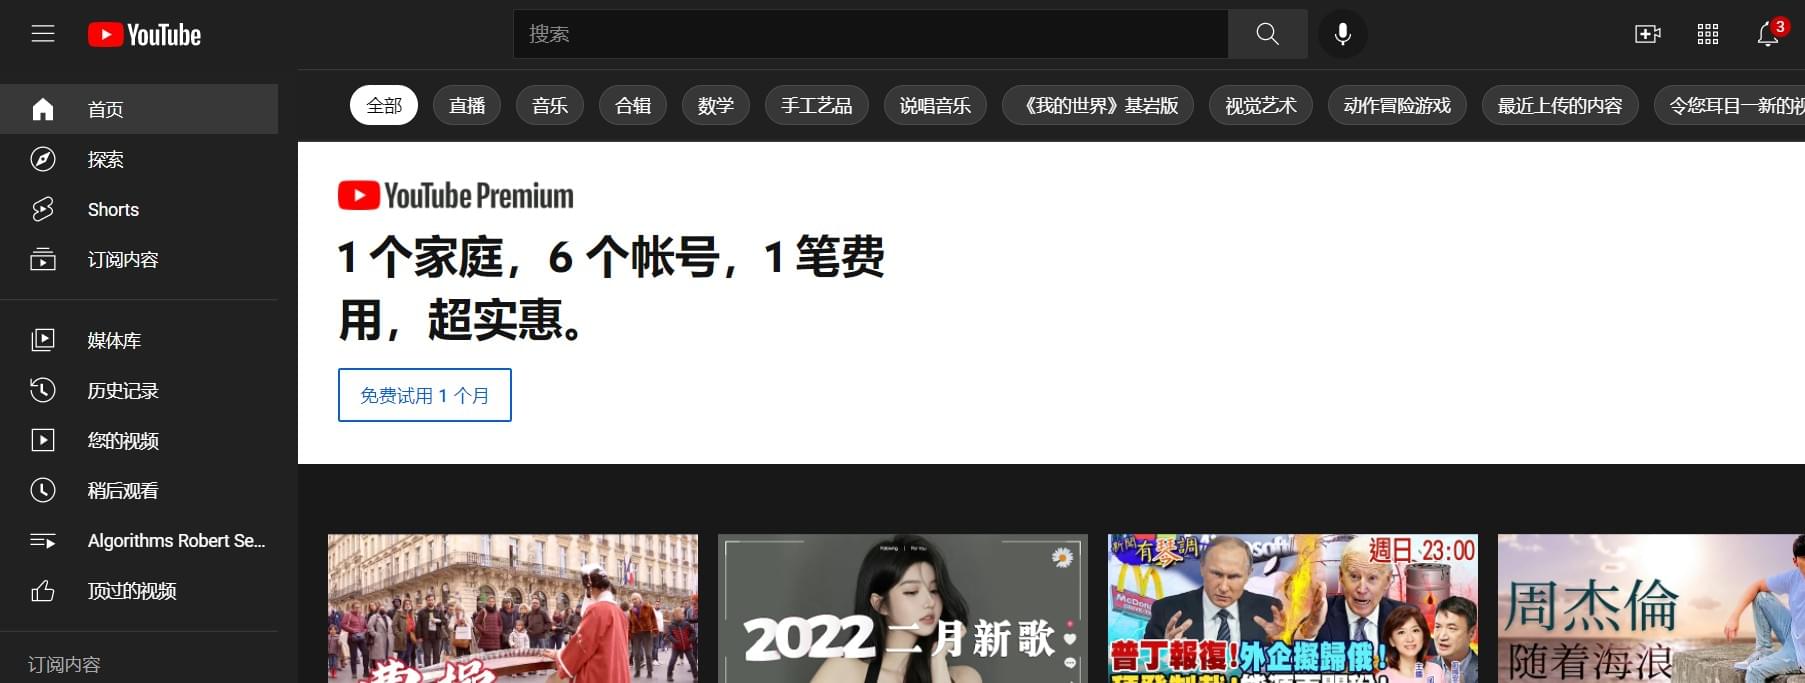 YouTube
搜索
3
首页
探索
Shorts
订阅内容
媒体库
历史记录
您的视频
稍后观看
Algorithms Robert Se...
顶过的视频
订阅内容
全部
直播
音乐
合辑
数学
手工艺品
说唱音乐
《我的世界》基岩版
视觉艺术
动作冒险游戏
最近上传的内容
令您耳目一新的视
YouTube Premium
1 个家庭，6 个帐号，1 笔费
用，超实惠。
免费试用 1 个月
2022 二月新歌
新聞有琴調
週日 23:00
McDon
普丁報復!外企擬歸俄!
周杰倫
随着海浪